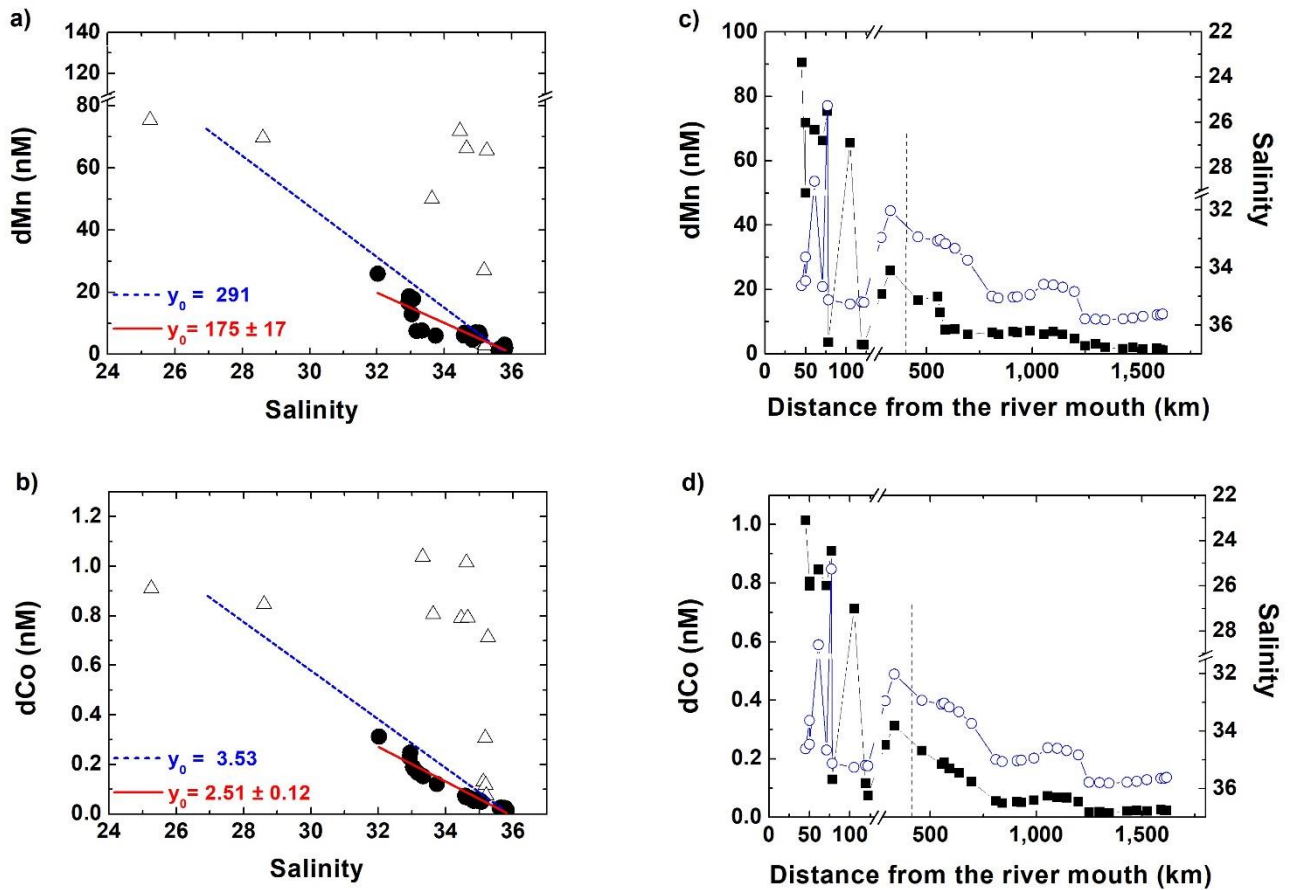 a)
140
120
80
60
40
20
0
dMn (nM)
y0 = 291
y0 = 175 ± 17
24 26 28 30 32 34 36
Salinity
c)
100
90
80
70
60
50
40
30
20
10
0
dMn (nM)
22
24
26
28
32
34
36
Salinity
0 50 100 500 1,000 1,500
Distance from the river mouth (km)
b)
1.2
1.0
0.8
0.6
0.4
0.2
0.0
dCo (nM)
y0 = 3.53
y0 = 2.51 ± 0.12
24 26 28 30 32 34 36
Salinity
d)
1.0
0.8
0.6
0.4
0.2
0.0
dCo (nM)
22
24
26
28
32
34
36
Salinity
0 50 100 500 1,000 1,500
Distance from the river mouth (km)